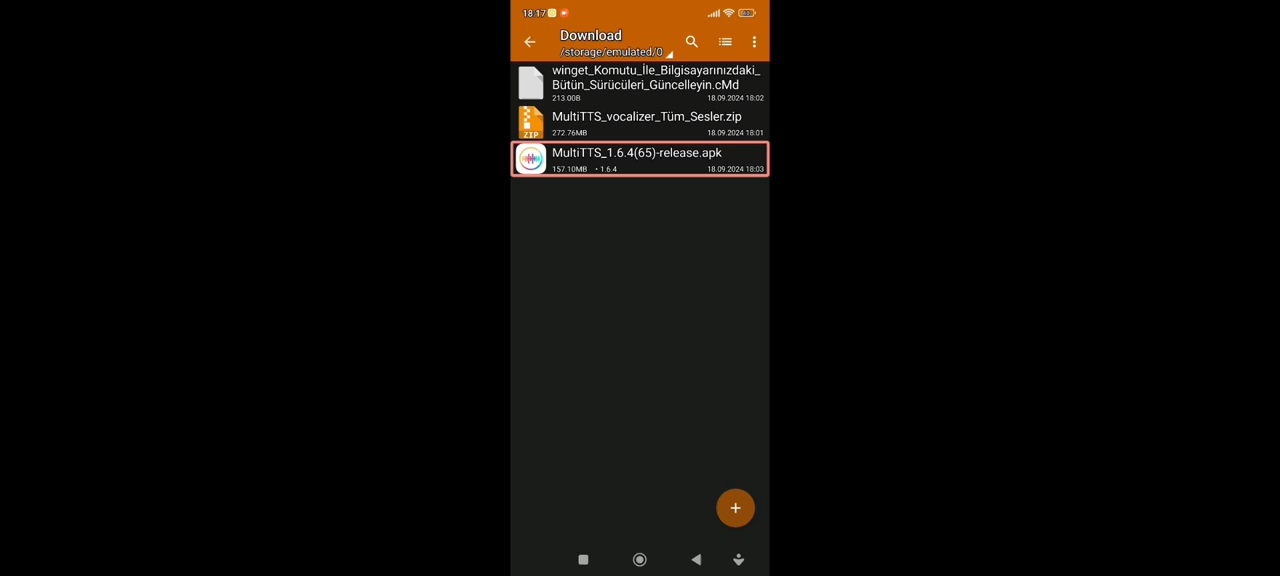 18:17
Download
/storage/emulated/0
winget_Komutu_İle_Bilgisayarınızdaki_
Bütün_Sürücüleri_Güncelleyin.cMd
213.00B 18.09.2024 18:02
MultiTTS_vocalizer_Tüm_Sesler.zip
ZIP
272.76MB 18.09.2024 18:01
MultiTTS_1.6.4(65)-release.apk
157.10MB • 1.6.4 18.09.2024 18:03